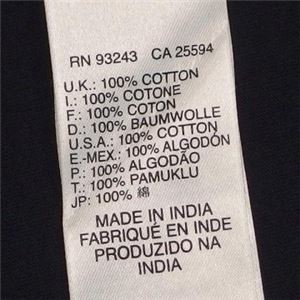 RN 93243 CA 25594
U.K.: 100% COTTON
I.: 100% COTONE
F.: 100% COTON
D.: 100% BAUMWOLLE
U.S.A.: 100% COTTON
E.-MEX.: 100% ALGODÓN
P.: 100% ALGODÃO
T.: 100% PAMUKLU
JP: 100% 綿
MADE IN INDIA
FABRIQUÉ EN INDE
PRODUZIDO NA
INDIA